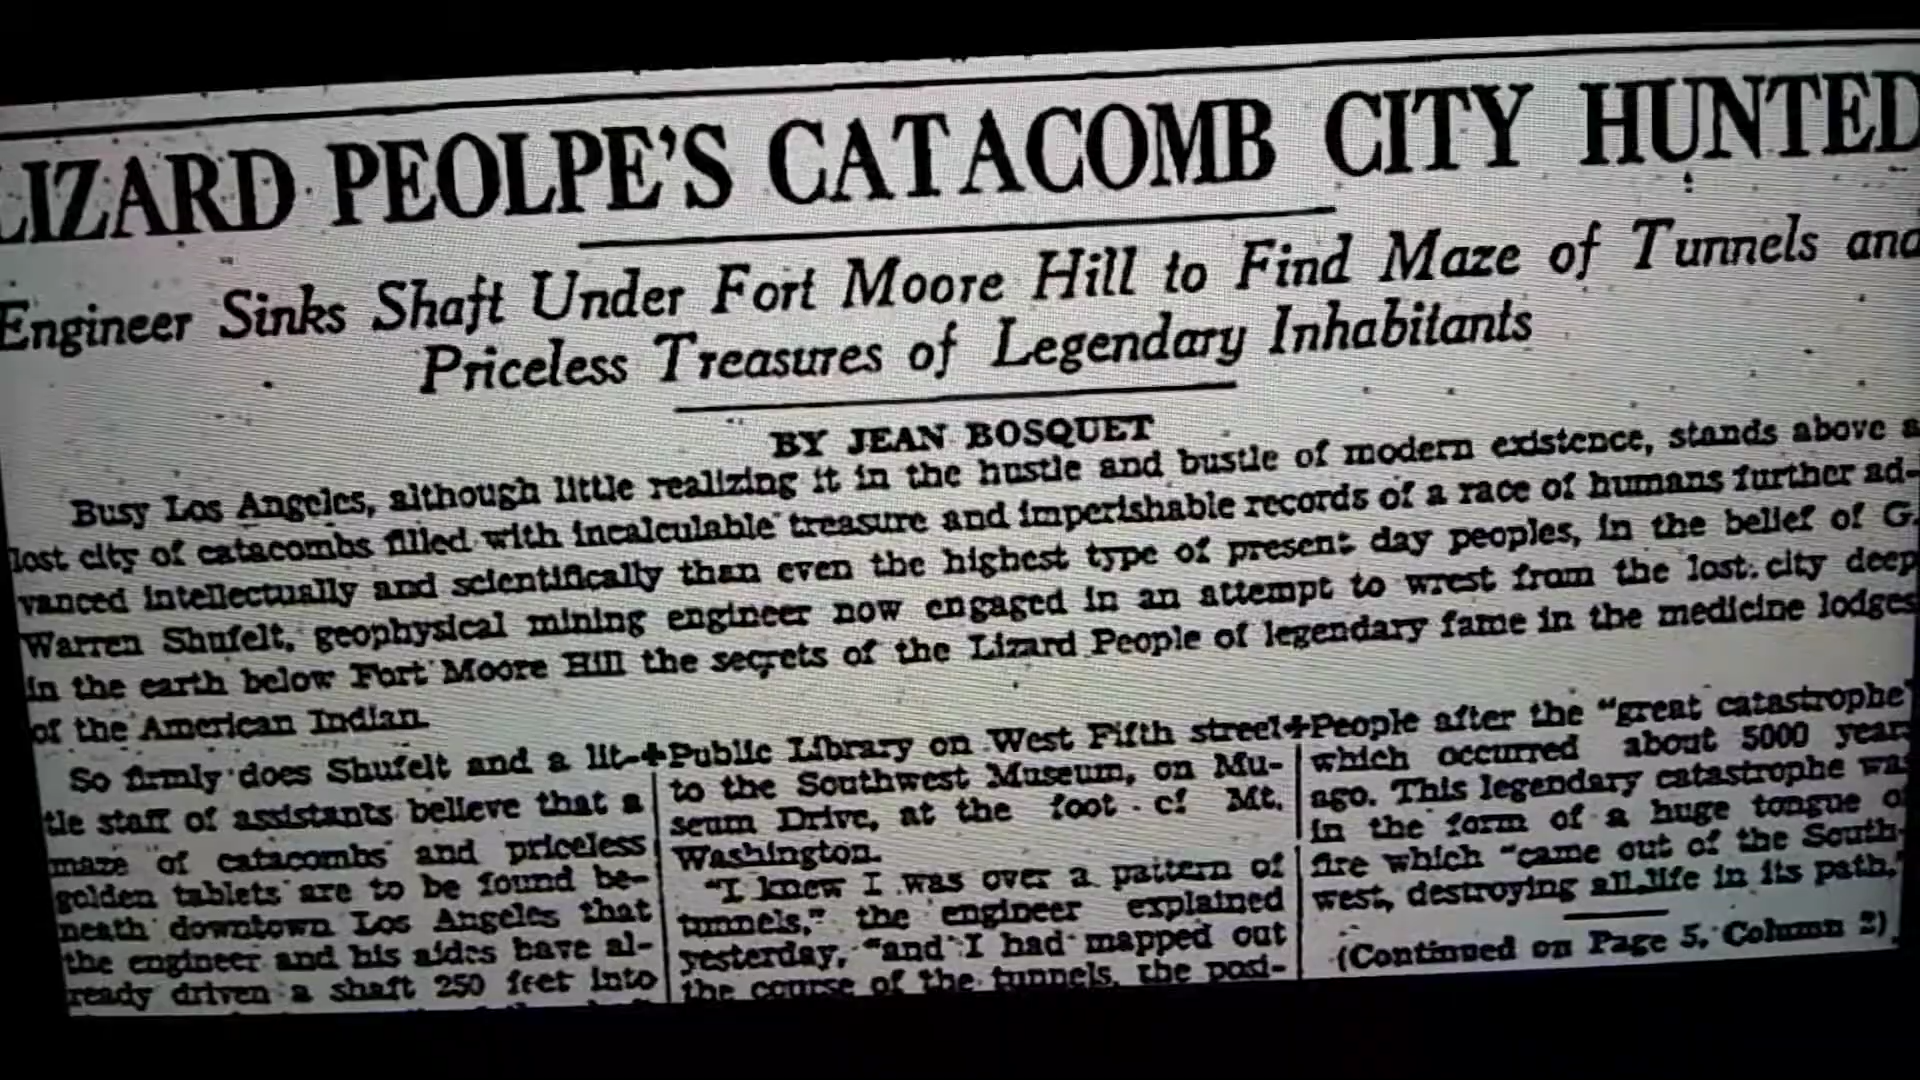 LIZARD PEOLPE'S CATACOMB CITY HUNTED
Engineer Sinks Shaft Under Fort Moore Hill to Find Maze of Tunnels and
Priceless Treasures of Legendary Inhabitants
BY JEAN BOSQUET
Busy Los Angeles, although little realizing it in the hustle and bustle of modern existence, stands above a
lost city of catacombs filled with incalculable treasure and imperishable records of a race of humans further ad-
vanced intellectually and scientifically than even the highest type of present day peoples, in the belief of G.
Warren Shufelt, geophysical mining engineer now engaged in an attempt to wrest from the lost city deep
in the earth below Fort Moore Hill the secrets of the Lizard People of legendary fame in the medicine lodges
of the American Indian.
So firmly does Shufelt and a lit-
tle staff of assistants believe that a
maze of catacombs and priceless
golden tablets are to be found be-
neath downtown Los Angeles that
the engineer and his aides have al-
ready driven a shaft 250 feet into
Public Library on West Fifth street
to the Southwest Museum, on Mu-
seum Drive, at the foot of Mt.
Washington.
"I knew I was over a pattern of
tunnels," the engineer explained
yesterday, "and I had mapped out
the course of the tunnels, the posi-
People after the "great catastrophe"
which occurred about 5000 years
ago. This legendary catastrophe was
in the form of a huge tongue of
fire which "came out of the South-
west, destroying all life in its path,"
(Continued on Page 5, Column 2)